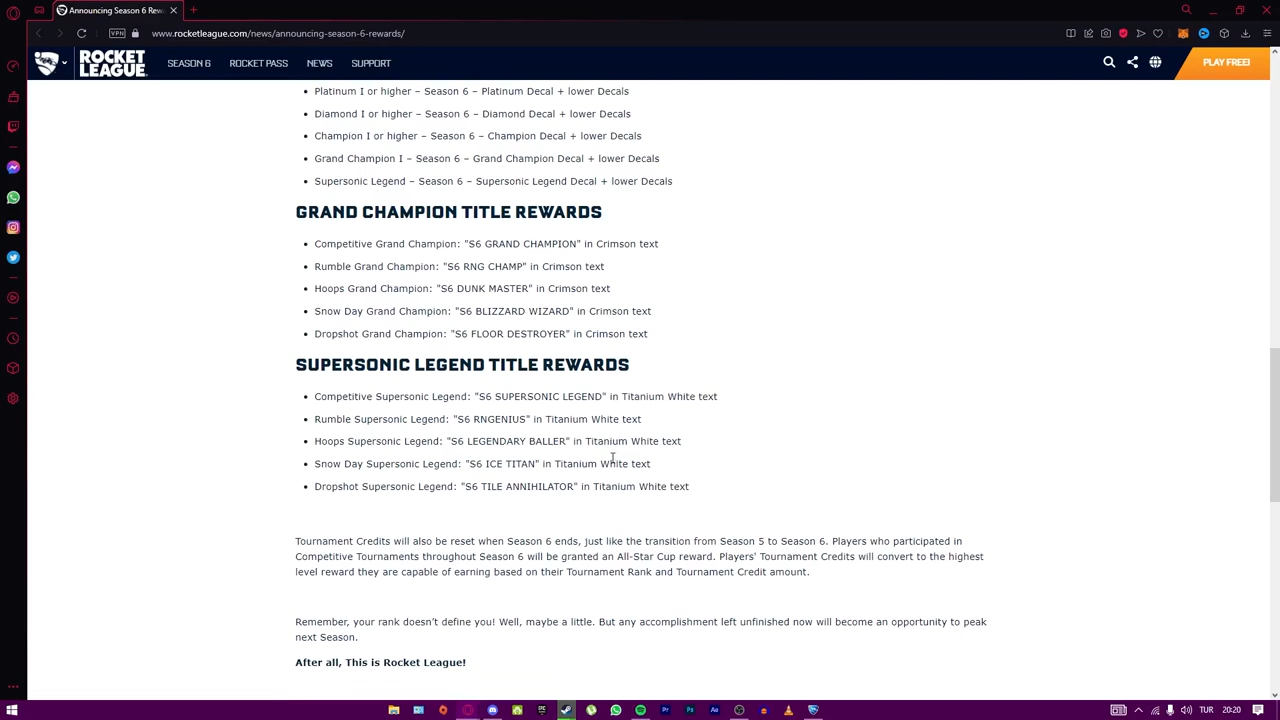 Announcing Season 6 Rew
VPN
www.rocketleague.com/news/announcing-season-6-rewards/
ROCKET LEAGUE
SEASON 6
ROCKET PASS
NEWS
SUPPORT
PLAY FREE!
Platinum I or higher – Season 6 – Platinum Decal + lower Decals
Diamond I or higher – Season 6 – Diamond Decal + lower Decals
Champion I or higher – Season 6 – Champion Decal + lower Decals
Grand Champion I – Season 6 – Grand Champion Decal + lower Decals
Supersonic Legend – Season 6 – Supersonic Legend Decal + lower Decals
GRAND CHAMPION TITLE REWARDS
Competitive Grand Champion: "S6 GRAND CHAMPION" in Crimson text
Rumble Grand Champion: "S6 RNG CHAMP" in Crimson text
Hoops Grand Champion: "S6 DUNK MASTER" in Crimson text
Snow Day Grand Champion: "S6 BLIZZARD WIZARD" in Crimson text
Dropshot Grand Champion: "S6 FLOOR DESTROYER" in Crimson text
SUPERSONIC LEGEND TITLE REWARDS
Competitive Supersonic Legend: "S6 SUPERSONIC LEGEND" in Titanium White text
Rumble Supersonic Legend: "S6 RNGENIUS" in Titanium White text
Hoops Supersonic Legend: "S6 LEGENDARY BALLER" in Titanium White text
Snow Day Supersonic Legend: "S6 ICE TITAN" in Titanium White text
Dropshot Supersonic Legend: "S6 TILE ANNIHILATOR" in Titanium White text
Tournament Credits will also be reset when Season 6 ends, just like the transition from Season 5 to Season 6. Players who participated in
Competitive Tournaments throughout Season 6 will be granted an All-Star Cup reward. Players' Tournament Credits will convert to the highest
level reward they are capable of earning based on their Tournament Rank and Tournament Credit amount.
Remember, your rank doesn't define you! Well, maybe a little. But any accomplishment left unfinished now will become an opportunity to peak
next Season.
After all, This is Rocket League!
Pr
Ps
Ae
TUR
20:20